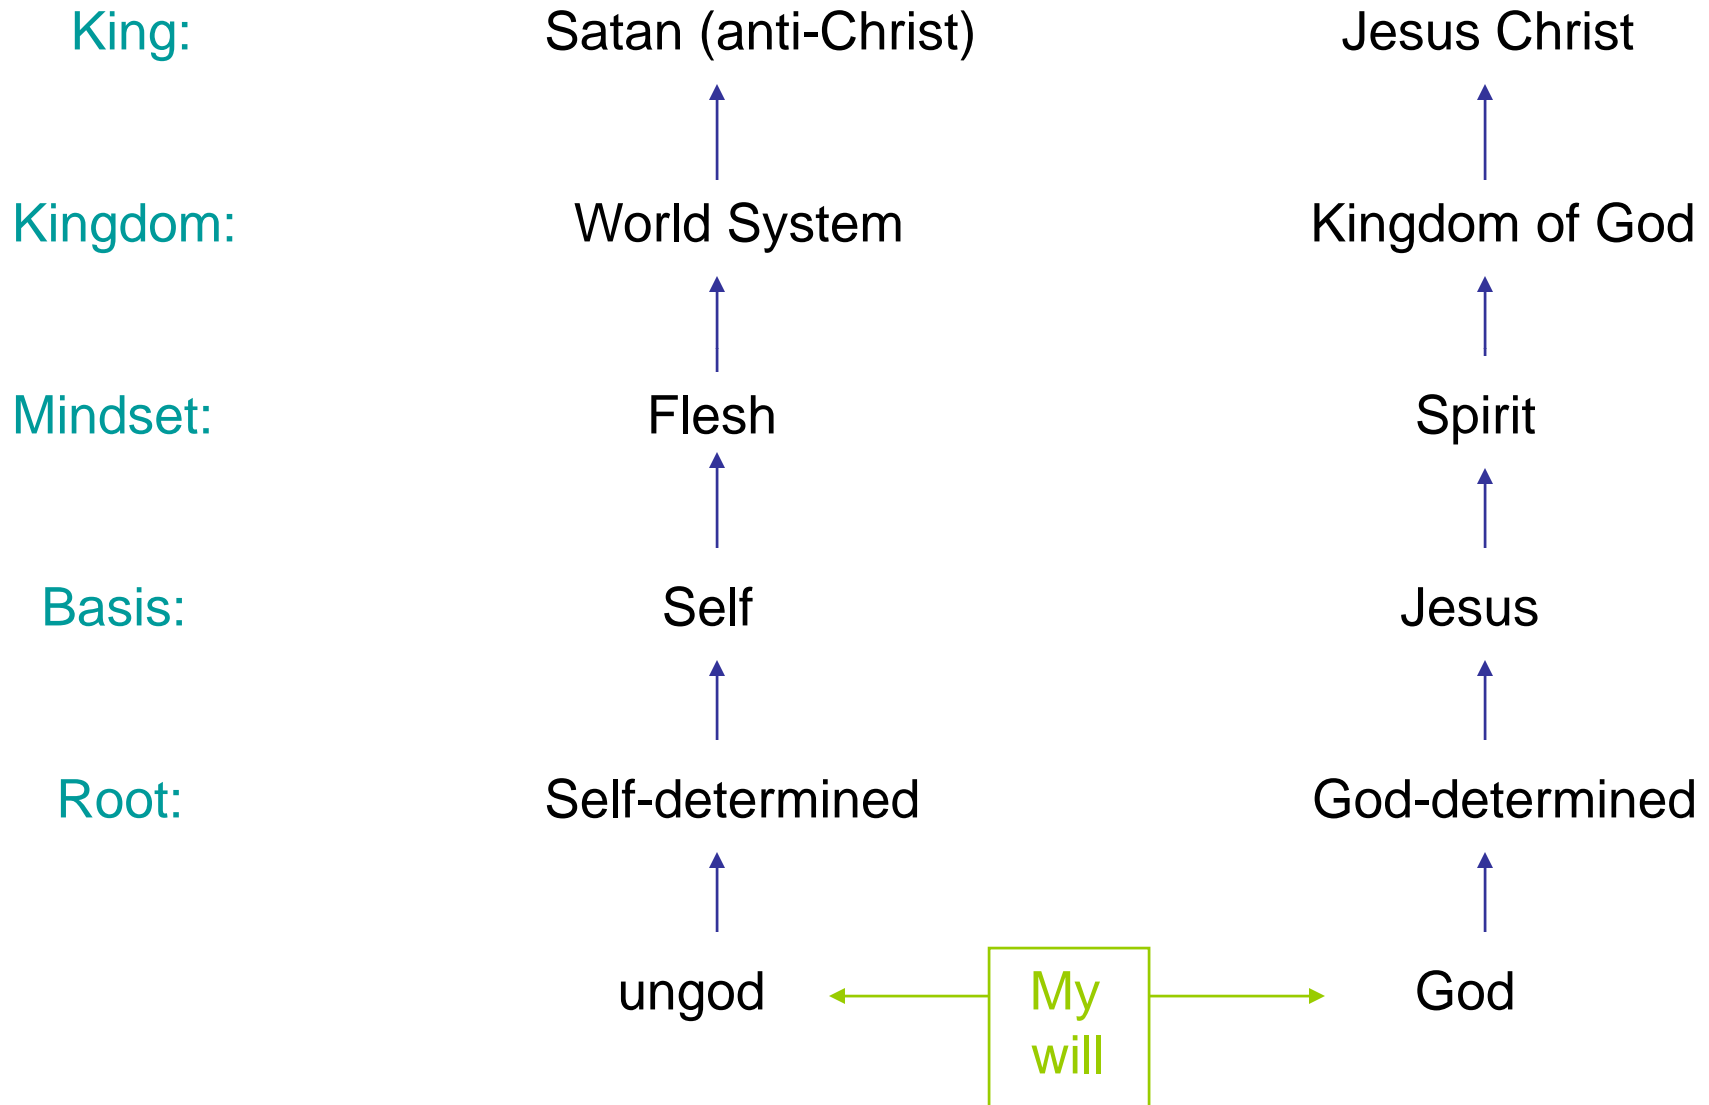 King: Satan (anti-Christ) Jesus Christ
Kingdom: World System Kingdom of God
Mindset: Flesh Spirit
Basis: Self Jesus
Root: Self-determined God-determined
ungod My God
will